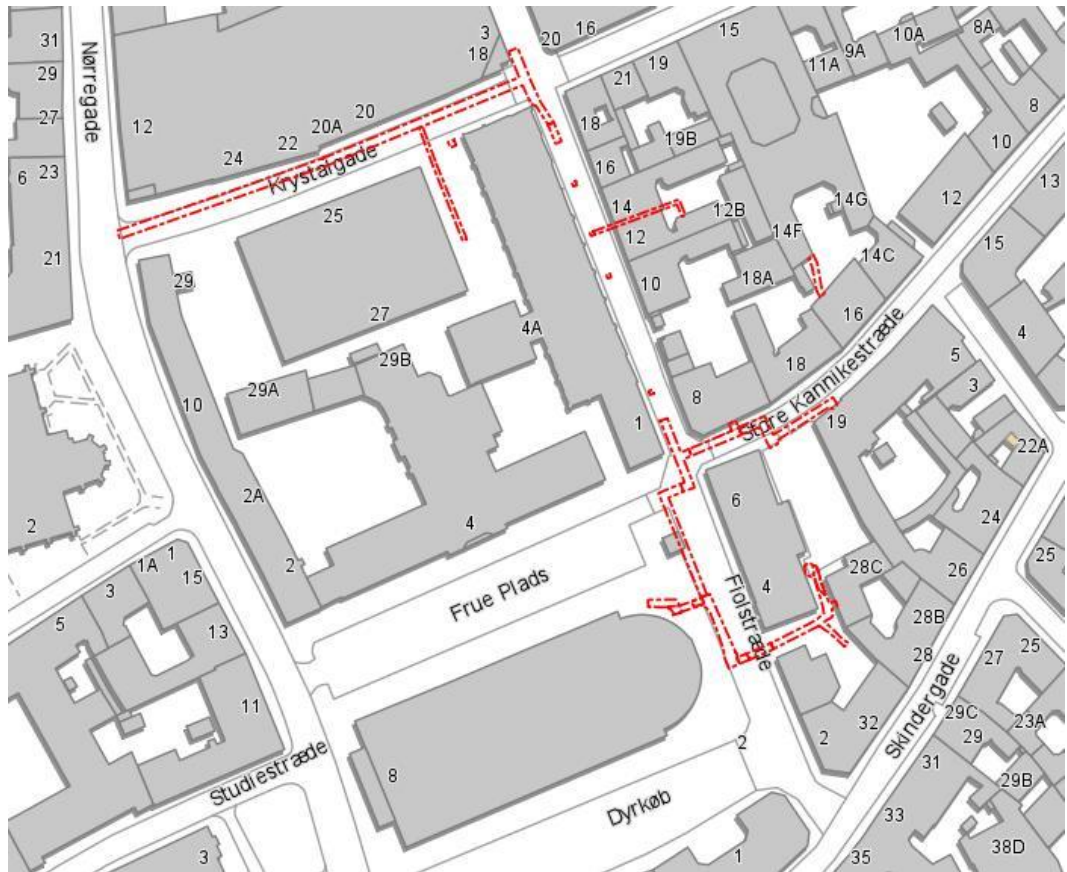 31
3
20
16
15
10A
8A
29
18
19
9A
11A
21
27
Nørregade
12
20
20A
22
24
18
19B
8
10
6
23
16
Krystalgade
14
12B
14G
12
13
25
12
14F
14C
15
21
10
18A
29
16
27
4A
4
29B
18
29A
5
3
10
8
Store Kannikestræde
1
19
22A
2A
6
24
2
4
26
25
1
1A
2
28C
15
3
Frue Plads
4
5
13
Fiolstræde
28B
28
25
27
11
32
29C
23A
29
2
2
31
Skindergade
8
29B
Studiestræde
Dyrkøb
33
38D
3
1
35